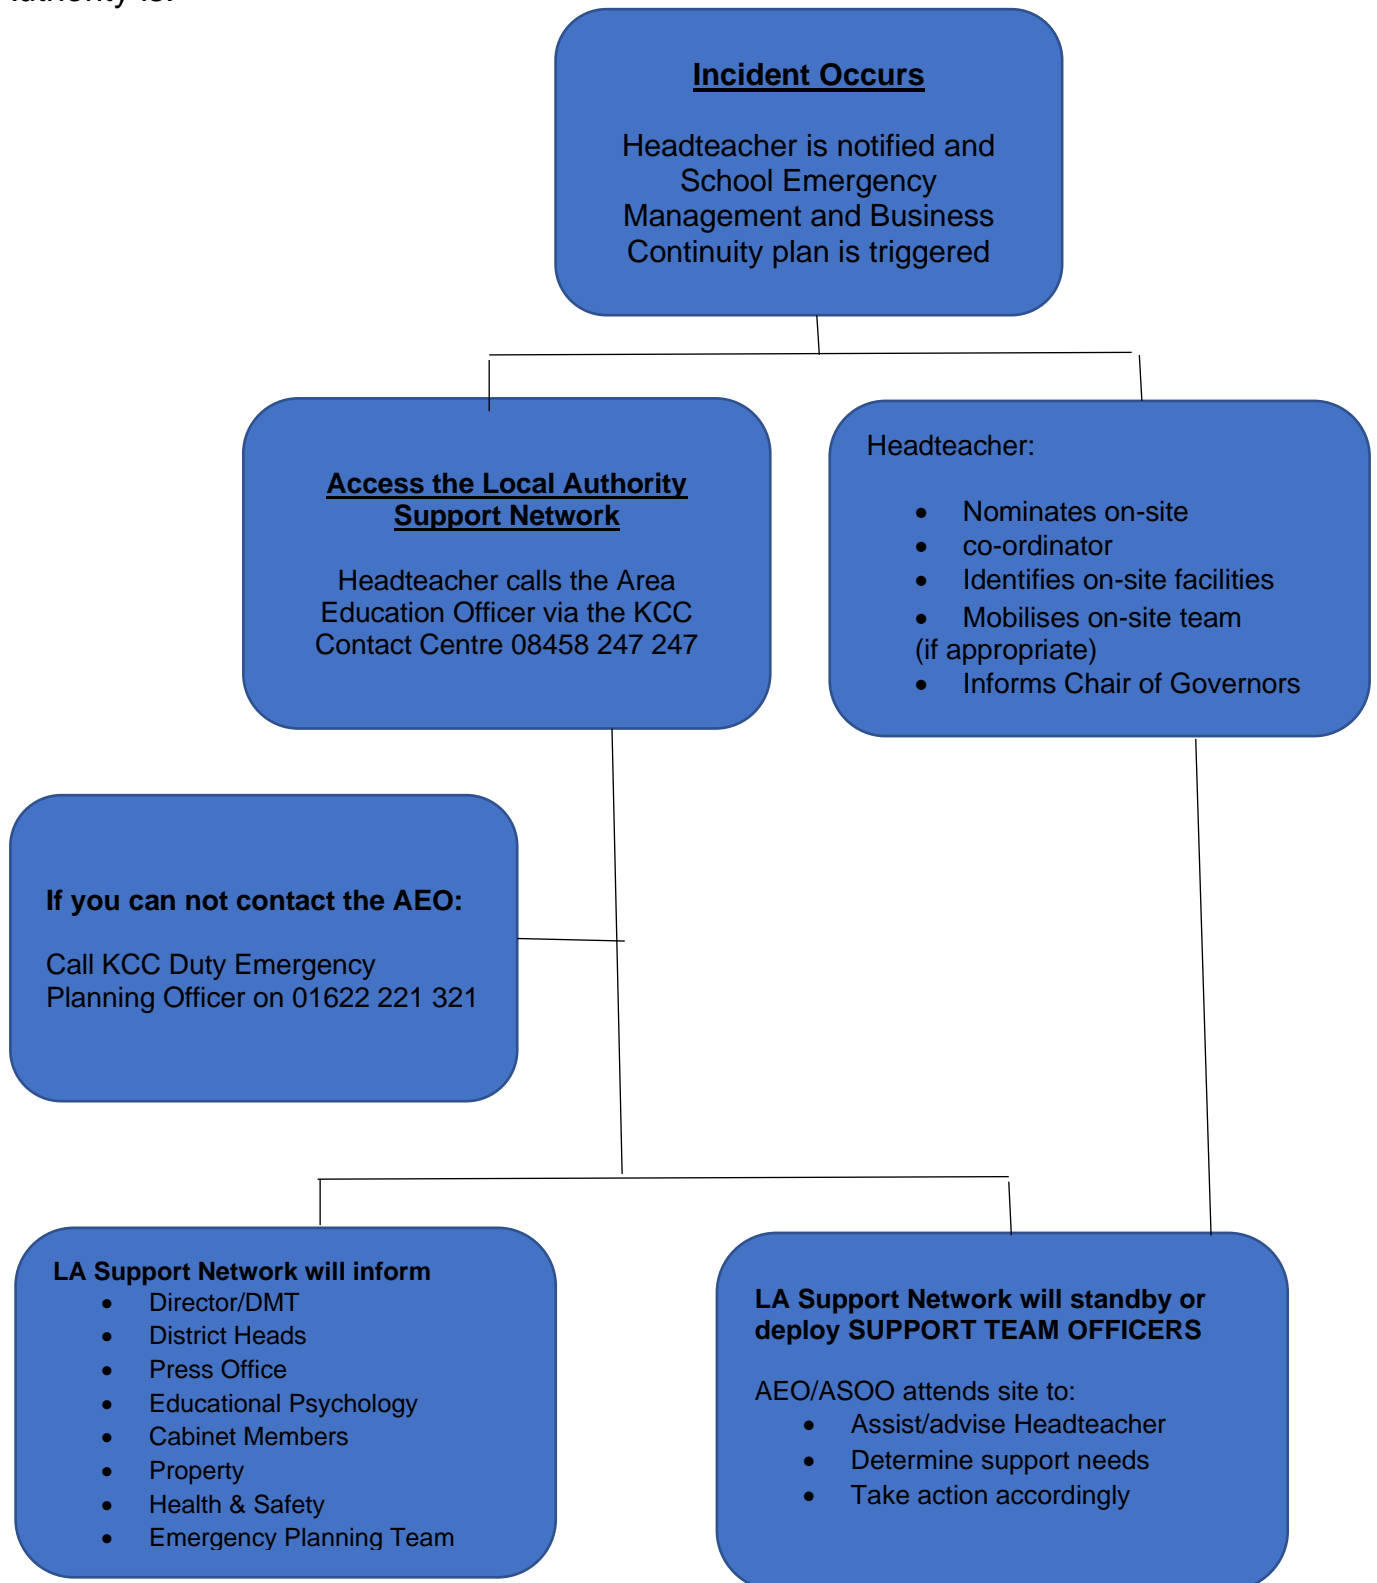 Incident Occurs
Headteacher is notified and
School Emergency
Management and Business
Continuity plan is triggered
Access the Local Authority
Support Network
Headteacher calls the Area
Education Officer via the KCC
Contact Centre 08458 247 247
Headteacher:
• Nominates on-site
• co-ordinator
• Identifies on-site facilities
• Mobilises on-site team
(if appropriate)
• Informs Chair of Governors
If you can not contact the AEO:
Call KCC Duty Emergency
Planning Officer on 01622 221 321
LA Support Network will inform
• Director/DMT
• District Heads
• Press Office
• Educational Psychology
• Cabinet Members
• Property
• Health & Safety
• Emergency Planning Team
LA Support Network will standby or
deploy SUPPORT TEAM OFFICERS
AEO/ASOO attends site to:
• Assist/advise Headteacher
• Determine support needs
• Take action accordingly